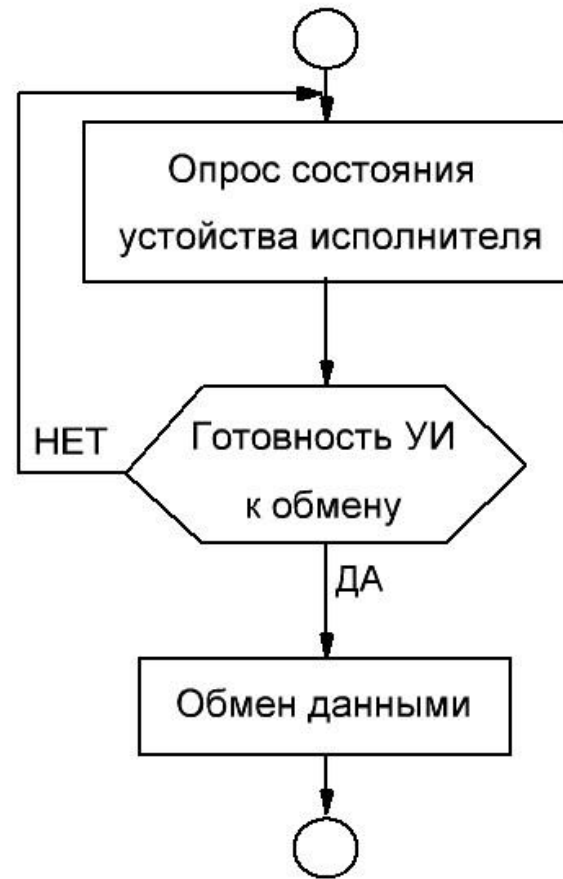 Опрос состояния
устойства исполнителя
Готовность УИ
к обмену
НЕТ
ДА
Обмен данными